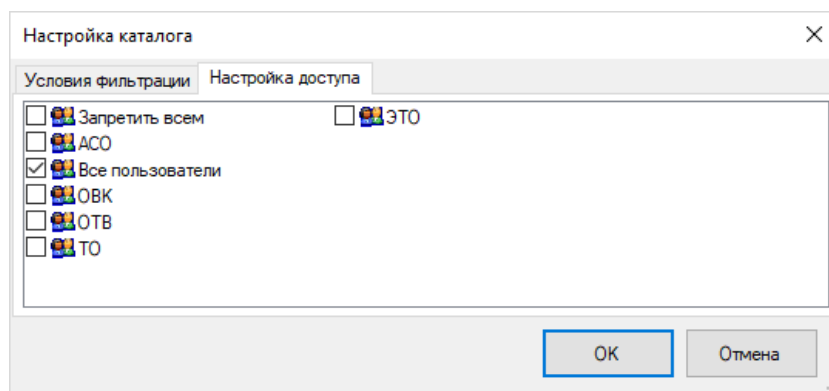 Настройка каталога
Условия фильтрации Настройка доступа
Запретить всем ЭТО
АСО
Все пользователи
ОВК
ОТВ
ТО
OK Отмена